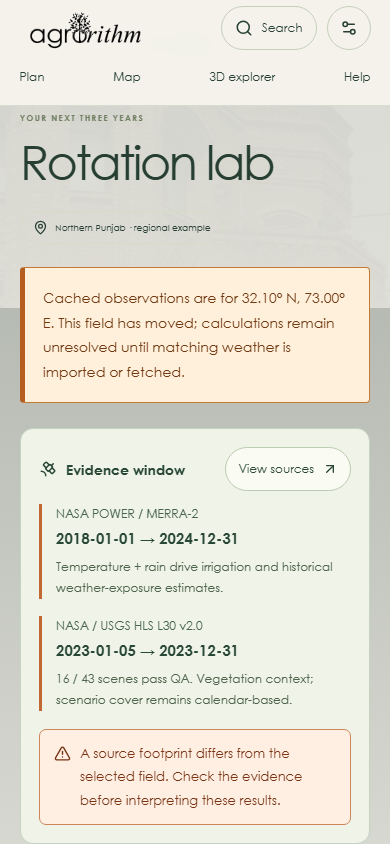 agrorithm
Search
Plan
Map
3D explorer
Help
YOUR NEXT THREE YEARS
Rotation lab
Northern Punjab · regional example
Cached observations are for 32.10° N, 73.00°
E. This field has moved; calculations remain
unresolved until matching weather is
imported or fetched.
Evidence window
View sources
NASA POWER / MERRA-2
2018-01-01 → 2024-12-31
Temperature + rain drive irrigation and historical
weather-exposure estimates.
NASA / USGS HLS L30 v2.0
2023-01-05 → 2023-12-31
16 / 43 scenes pass QA. Vegetation context;
scenario cover remains calendar-based.
A source footprint differs from the
selected field. Check the evidence
before interpreting these results.